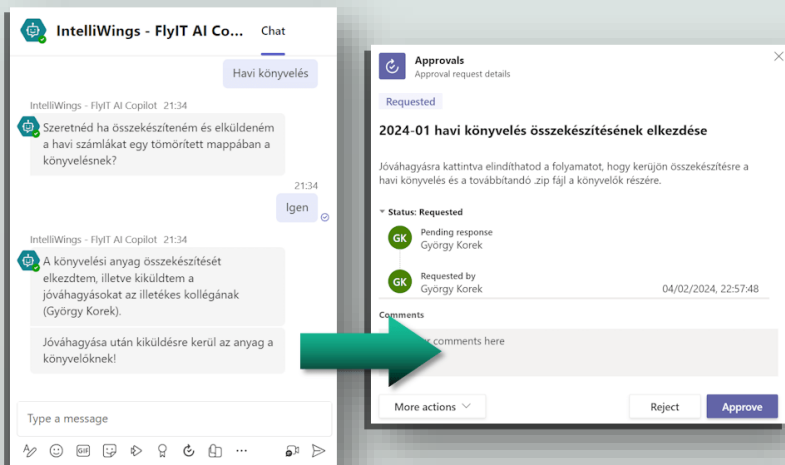 IntelliWings - FlyIT AI Co...
Chat
Havi könyvelés
IntelliWings - FlyIT AI Copilot 21:34
Szeretnéd ha összekészíteném és elküldeném
a havi számlákat egy tömörített mappában a
könyvelésnek?
21:34
Igen
IntelliWings - FlyIT AI Copilot 21:34
A könyvelési anyag összekészítését
elkezdtem, illetve kiküldtem a
jóváhagyásokat az illetékes kollégának
(György Korek).
Jóváhagyása után kiküldésre kerül az anyag a
könyvelőknek!
Type a message
GIF
Approvals
Approval request details
Requested
2024-01 havi könyvelés összekészítésének elkezdése
Jóváhagyásra kattintva elindíthatod a folyamatot, hogy kerüjön összekészítésre a
havi könyvelés és a továbbítandó .zip fájl a könyvelők részére.
Status: Requested
GK
Pending response
György Korek
GK
Requested by
György Korek
04/02/2024, 22:57:48
Comments
comments here
More actions
Reject
Approve